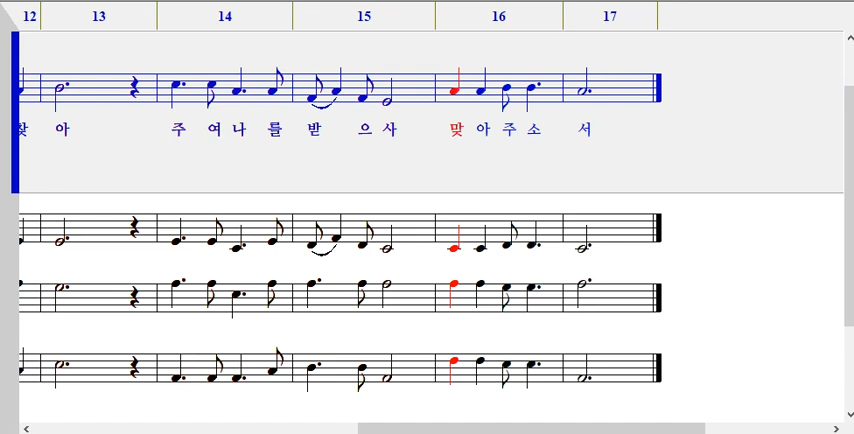 12 13 14 15 16 17
찾 아 주 여 나 를 받 으 사 맞 아 주 소 서